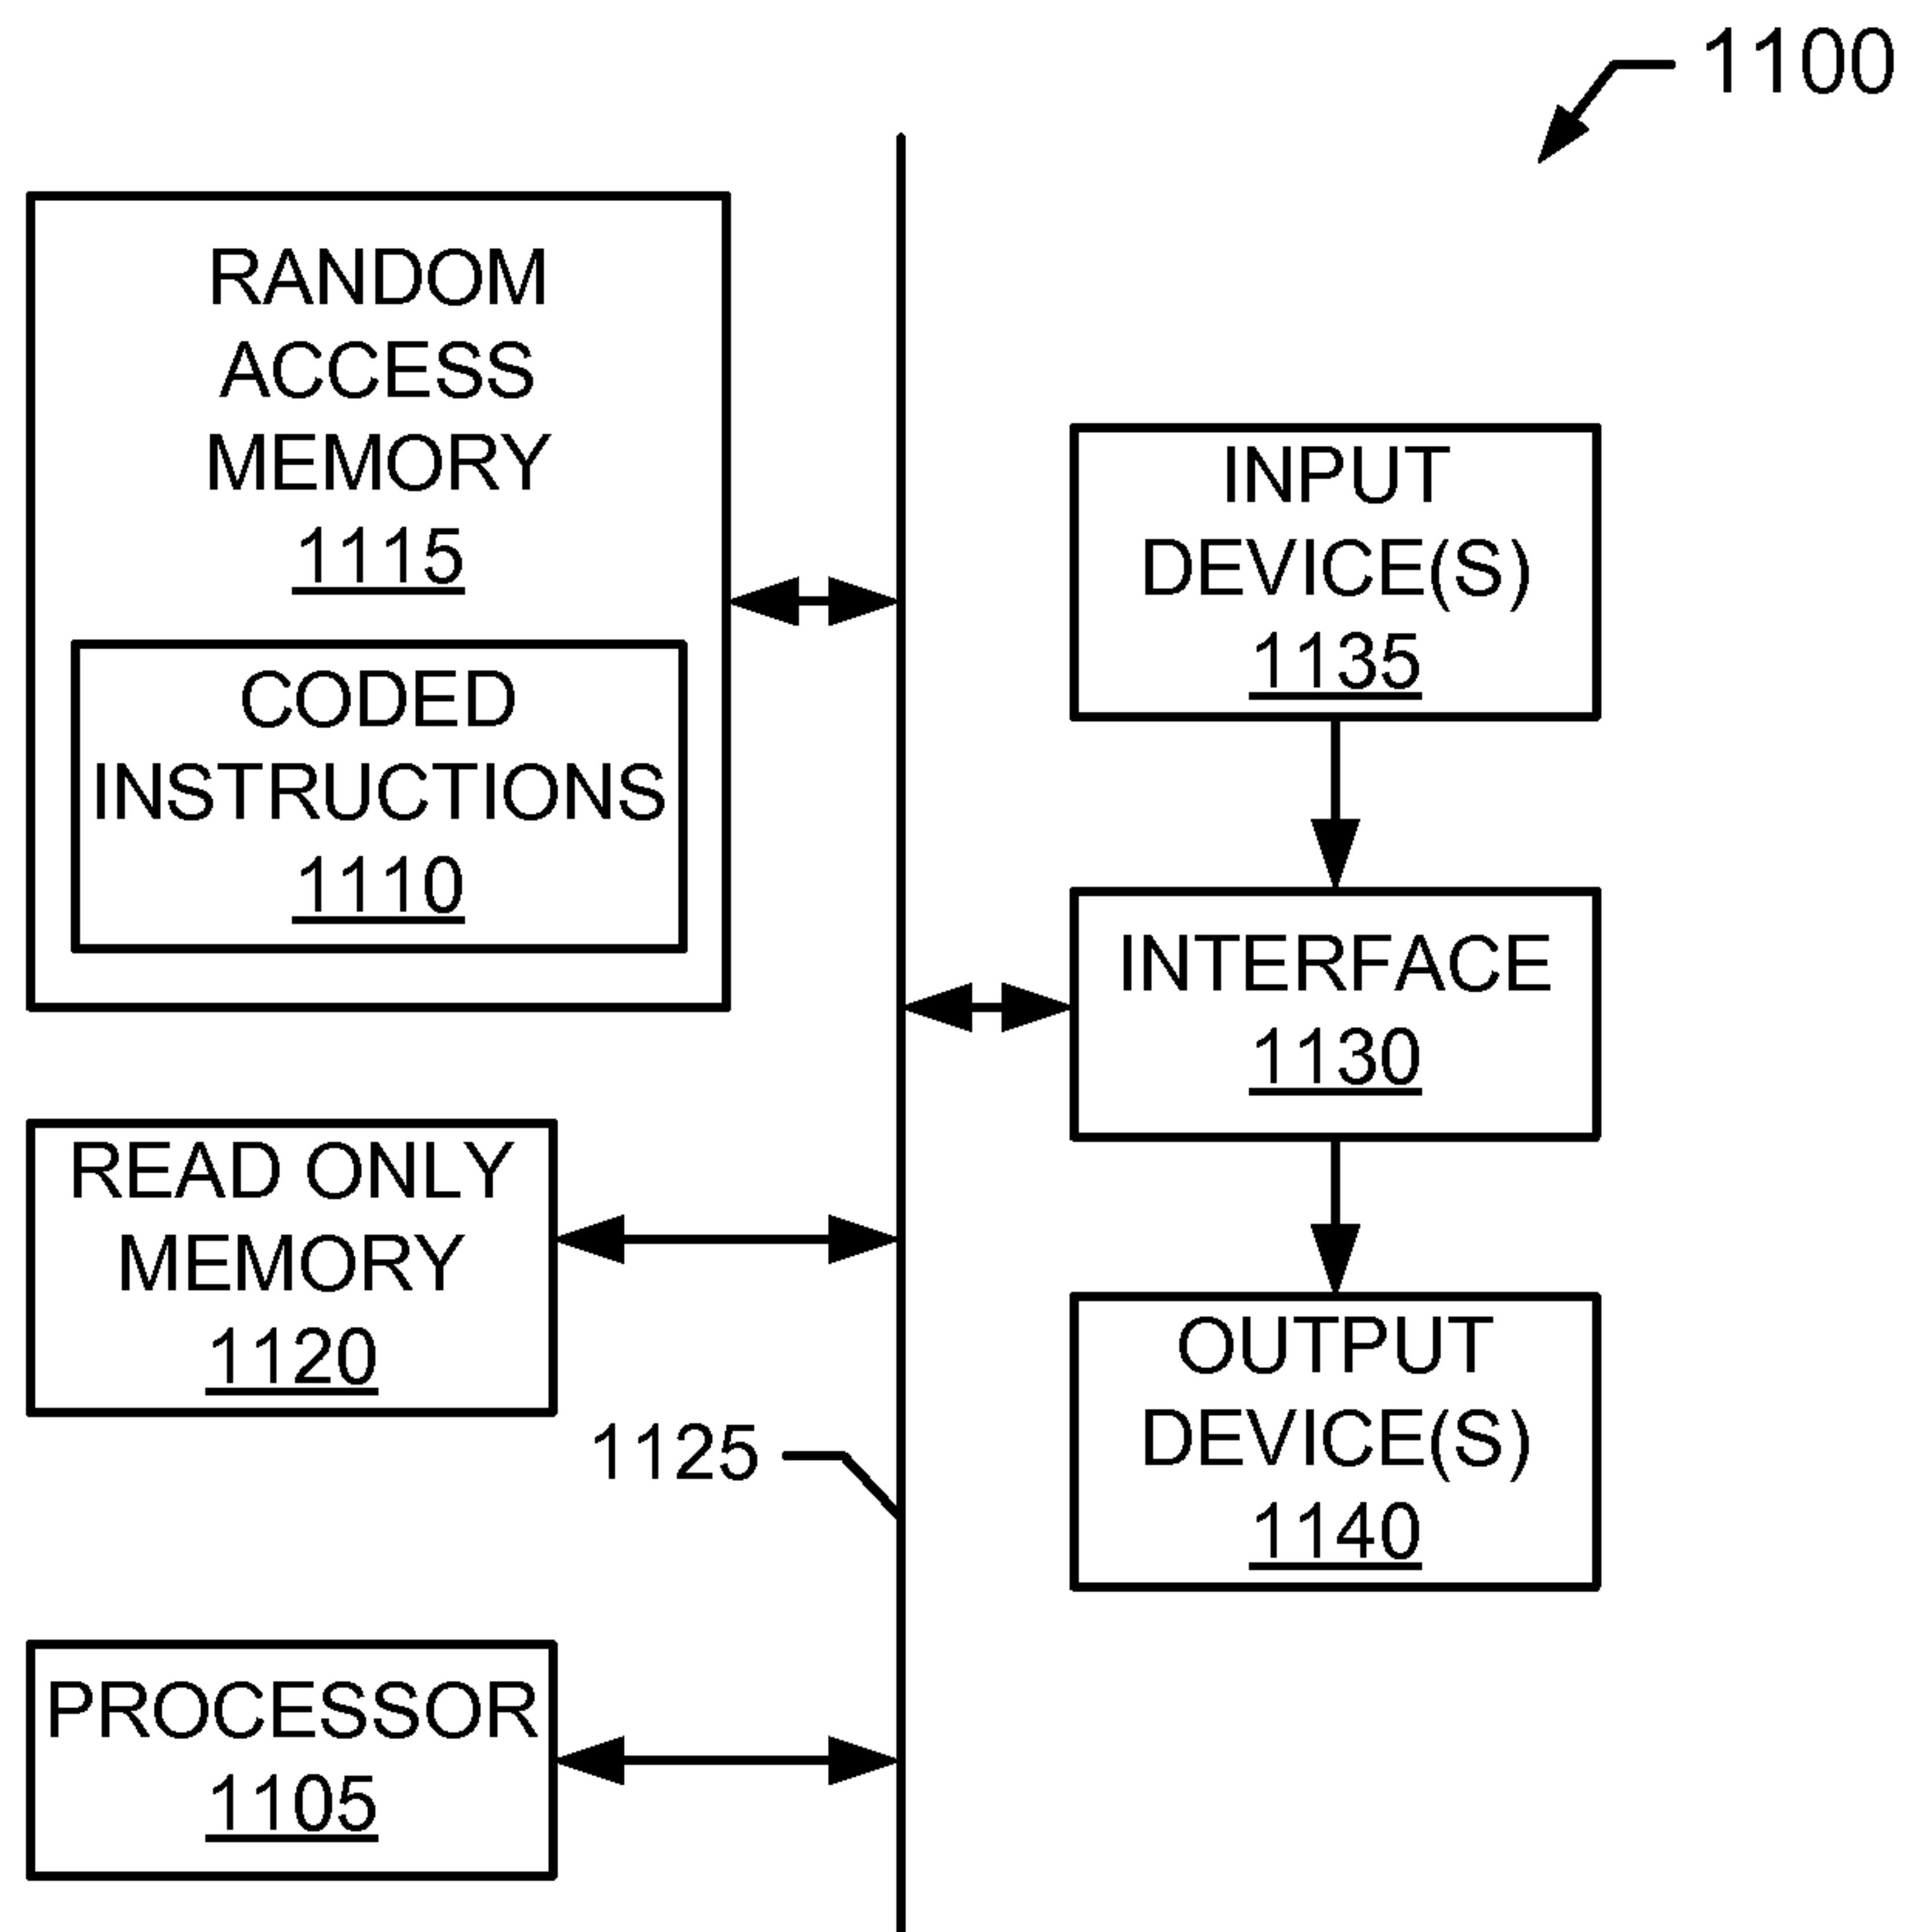 1100
RANDOM
ACCESS
MEMORY
1115
CODED
INSTRUCTIONS
1110
INPUT
DEVICE(S)
1135
INTERFACE
1130
READ ONLY
MEMORY
1120
OUTPUT
DEVICE(S)
1140
1125
PROCESSOR
1105